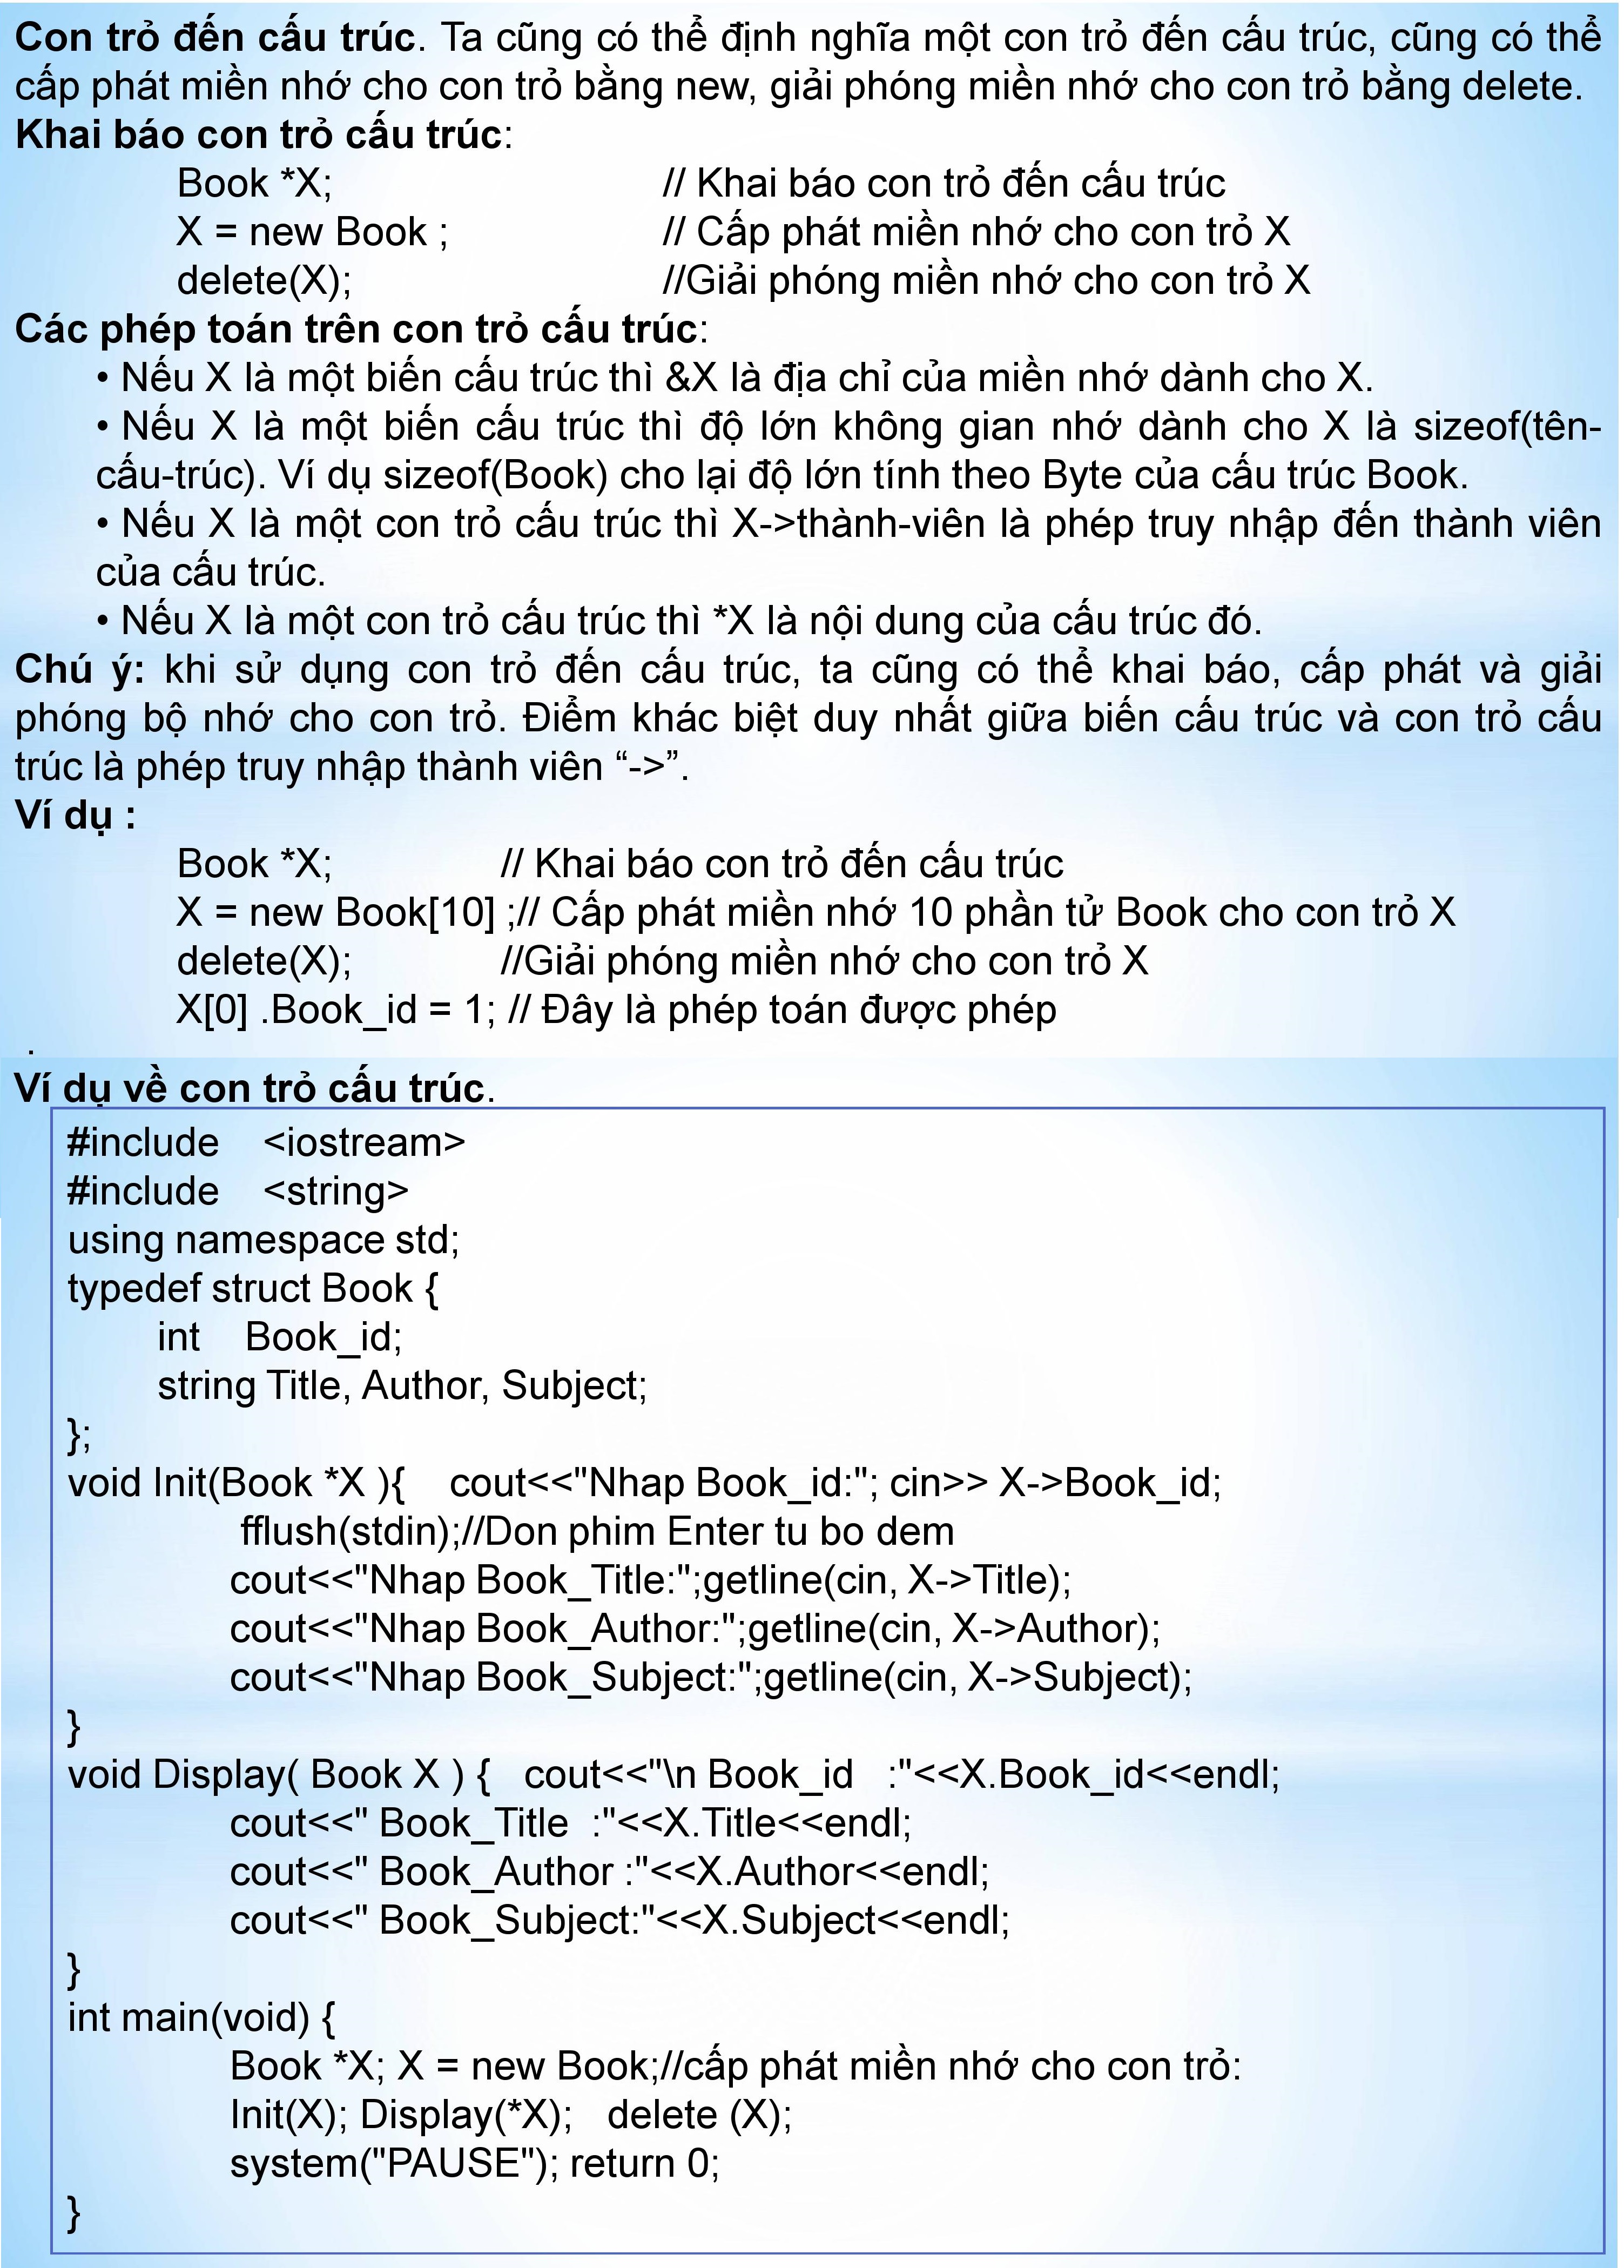 Con trỏ đến cấu trúc. Ta cũng có thể định nghĩa một con trỏ đến cấu trúc, cũng có thể
cấp phát miền nhớ cho con trỏ bằng new, giải phóng miền nhớ cho con trỏ bằng delete.
Khai báo con trỏ cấu trúc:
Book *X; // Khai báo con trỏ đến cấu trúc
X = new Book ; // Cấp phát miền nhớ cho con trỏ X
delete(X); //Giải phóng miền nhớ cho con trỏ X
Các phép toán trên con trỏ cấu trúc:
• Nếu X là một biến cấu trúc thì &X là địa chỉ của miền nhớ dành cho X.
• Nếu X là một biến cấu trúc thì độ lớn không gian nhớ dành cho X là sizeof(tên-
cấu-trúc). Ví dụ sizeof(Book) cho lại độ lớn tính theo Byte của cấu trúc Book.
• Nếu X là một con trỏ cấu trúc thì X->thành-viên là phép truy nhập đến thành viên
của cấu trúc.
• Nếu X là một con trỏ cấu trúc thì *X là nội dung của cấu trúc đó.
Chú ý: khi sử dụng con trỏ đến cấu trúc, ta cũng có thể khai báo, cấp phát và giải
phóng bộ nhớ cho con trỏ. Điểm khác biệt duy nhất giữa biến cấu trúc và con trỏ cấu
trúc là phép truy nhập thành viên “->”.
Ví dụ :
Book *X; // Khai báo con trỏ đến cấu trúc
X = new Book[10] ;// Cấp phát miền nhớ 10 phần tử Book cho con trỏ X
delete(X); //Giải phóng miền nhớ cho con trỏ X
X[0] .Book_id = 1; // Đây là phép toán được phép
.
Ví dụ về con trỏ cấu trúc.
#include <iostream>
#include <string>
using namespace std;
typedef struct Book {
int Book_id;
string Title, Author, Subject;
};
void Init(Book *X ){ cout<<"Nhap Book_id:"; cin>> X->Book_id;
fflush(stdin);//Don phim Enter tu bo dem
cout<<"Nhap Book_Title:";getline(cin, X->Title);
cout<<"Nhap Book_Author:";getline(cin, X->Author);
cout<<"Nhap Book_Subject:";getline(cin, X->Subject);
}
void Display( Book X ) { cout<<"\n Book_id :"<<X.Book_id<<endl;
cout<<" Book_Title :"<<X.Title<<endl;
cout<<" Book_Author :"<<X.Author<<endl;
cout<<" Book_Subject:"<<X.Subject<<endl;
}
int main(void) {
Book *X; X = new Book;//cấp phát miền nhớ cho con trỏ:
Init(X); Display(*X); delete (X);
system("PAUSE"); return 0;
}